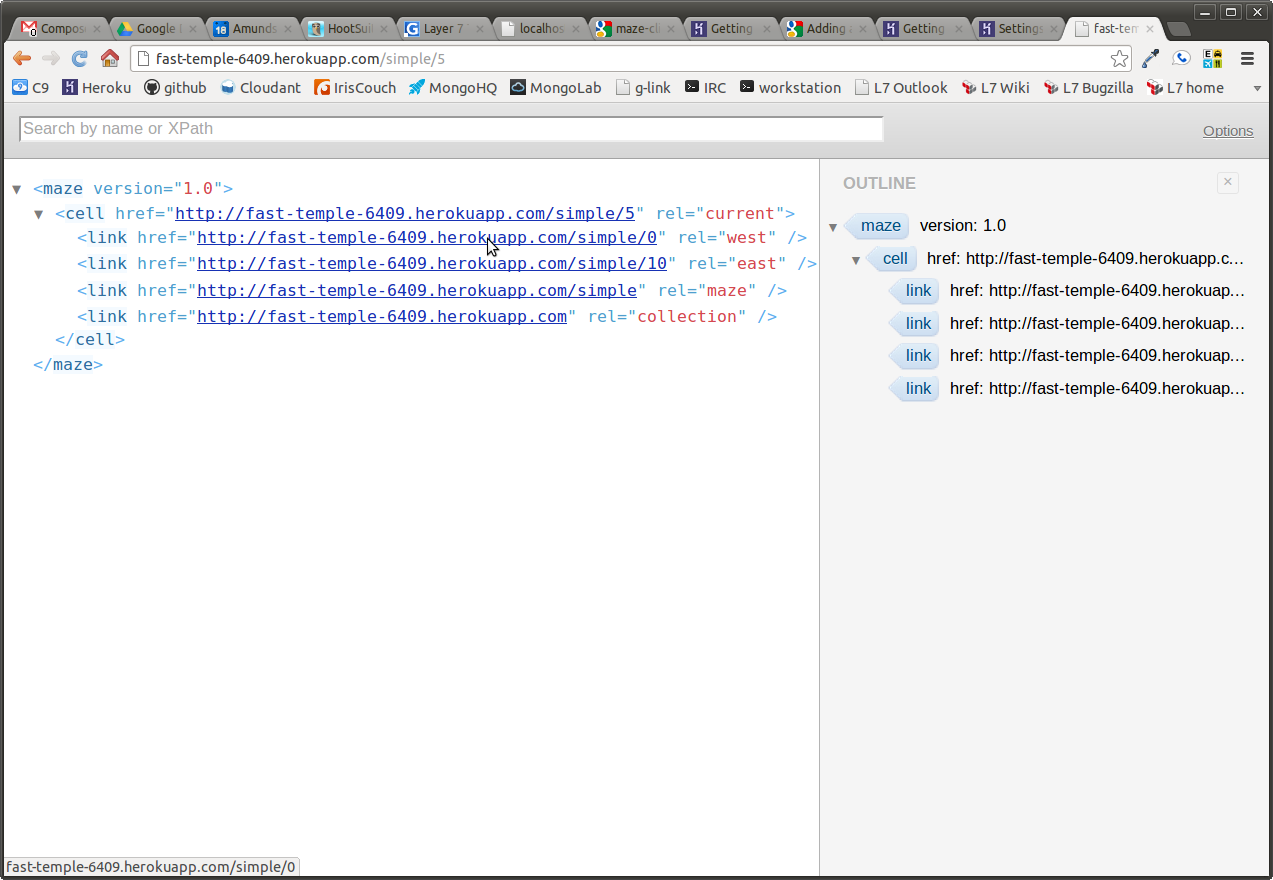 Compos Google Amunds HootSui Layer 7 localhos maze-cli Getting Adding Getting Settings fast-tem
fast-temple-6409.herokuapp.com/simple/5
C9 Heroku github Cloudant IrisCouch MongoHQ MongoLab g-link IRC workstation L7 Outlook L7 Wiki L7 Bugzilla L7 home
Search by name or XPath
Options
<maze version="1.0">
<cell href="http://fast-temple-6409.herokuapp.com/simple/5" rel="current">
<link href="http://fast-temple-6409.herokuapp.com/simple/0" rel="west" />
<link href="http://fast-temple-6409.herokuapp.com/simple/10" rel="east" />
<link href="http://fast-temple-6409.herokuapp.com/simple" rel="maze" />
<link href="http://fast-temple-6409.herokuapp.com" rel="collection" />
</cell>
</maze>
OUTLINE
maze version: 1.0
cell href: http://fast-temple-6409.herokuapp.c...
link href: http://fast-temple-6409.herokuap...
link href: http://fast-temple-6409.herokuap...
link href: http://fast-temple-6409.herokuap...
link href: http://fast-temple-6409.herokuap...
fast-temple-6409.herokuapp.com/simple/0